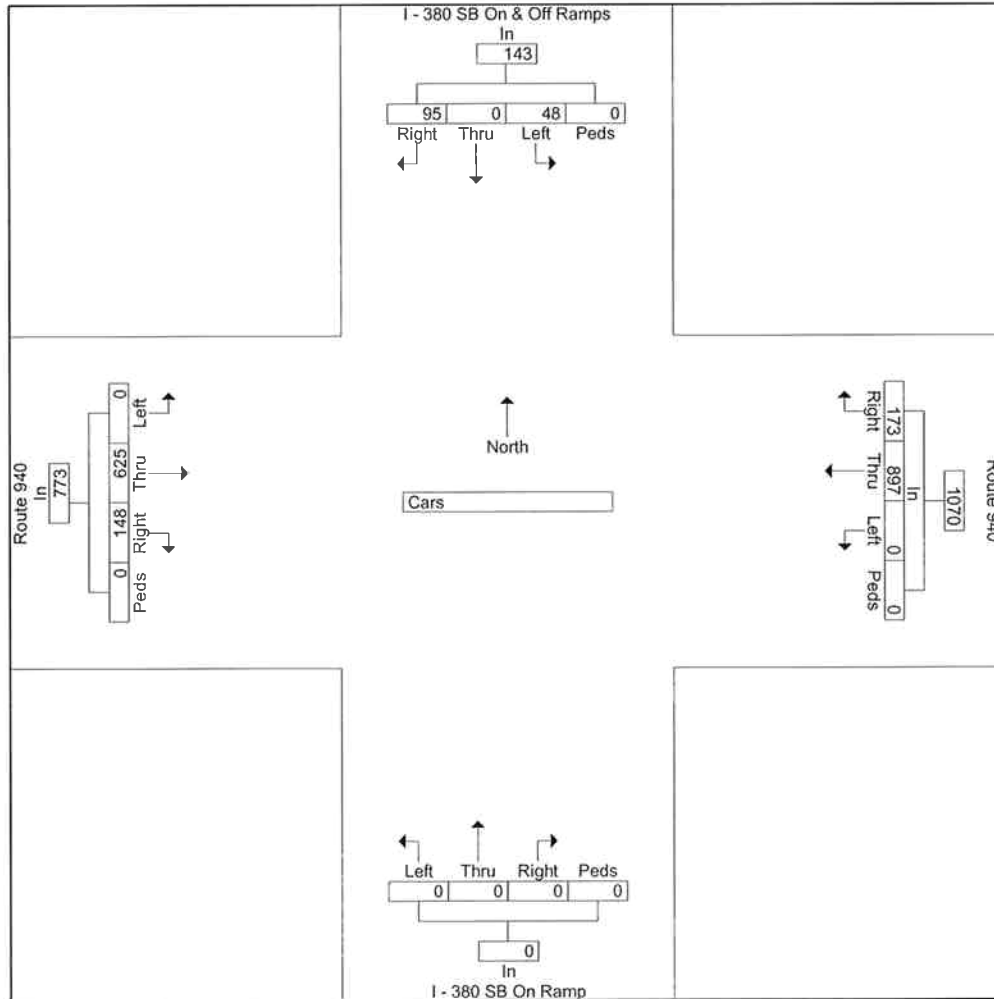 I - 380 SB On & Off Ramps
In
143
95 0 48 0
Right Thru Left Peds
Route 940
In
773
0 625 148 0
Left Thru Right Peds
North
Cars
Right Thru Left Peds
173 897 0 0
In
1070
Route 940
Left Thru Right Peds
0 0 0 0
0
In
I - 380 SB On Ramp